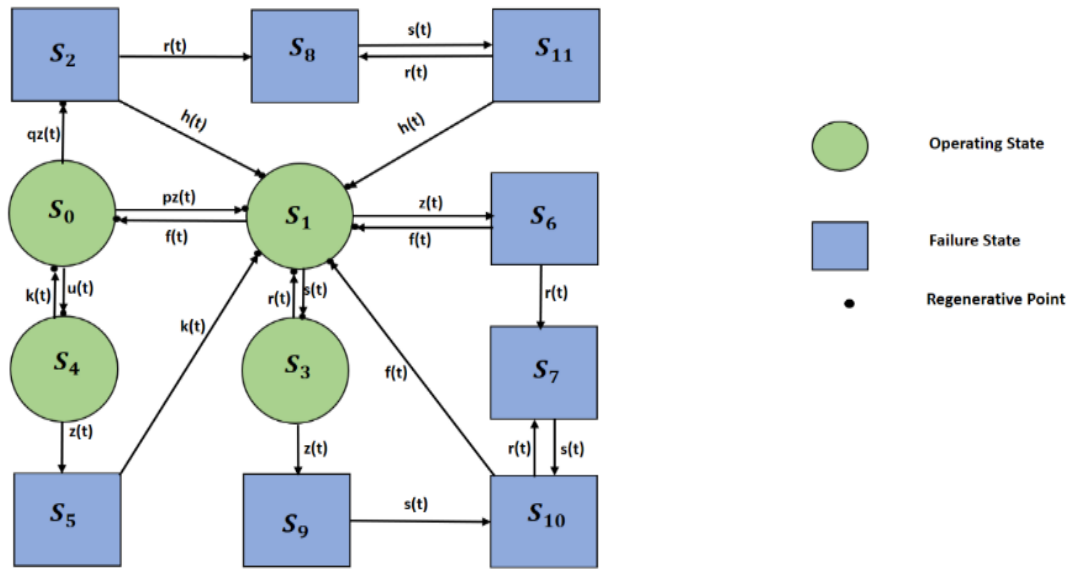 S₂
r(t)
S₈
s(t)
r(t)
S₁₁
qz(t)
h(t)
h(t)
S₀
pz(t)
f(t)
S₁
z(t)
f(t)
S₆
k(t)
u(t)
k(t)
r(t)
s(t)
r(t)
S₄
S₃
f(t)
S₇
z(t)
z(t)
r(t)
s(t)
S₅
S₉
s(t)
S₁₀
Operating State
Failure State
Regenerative Point